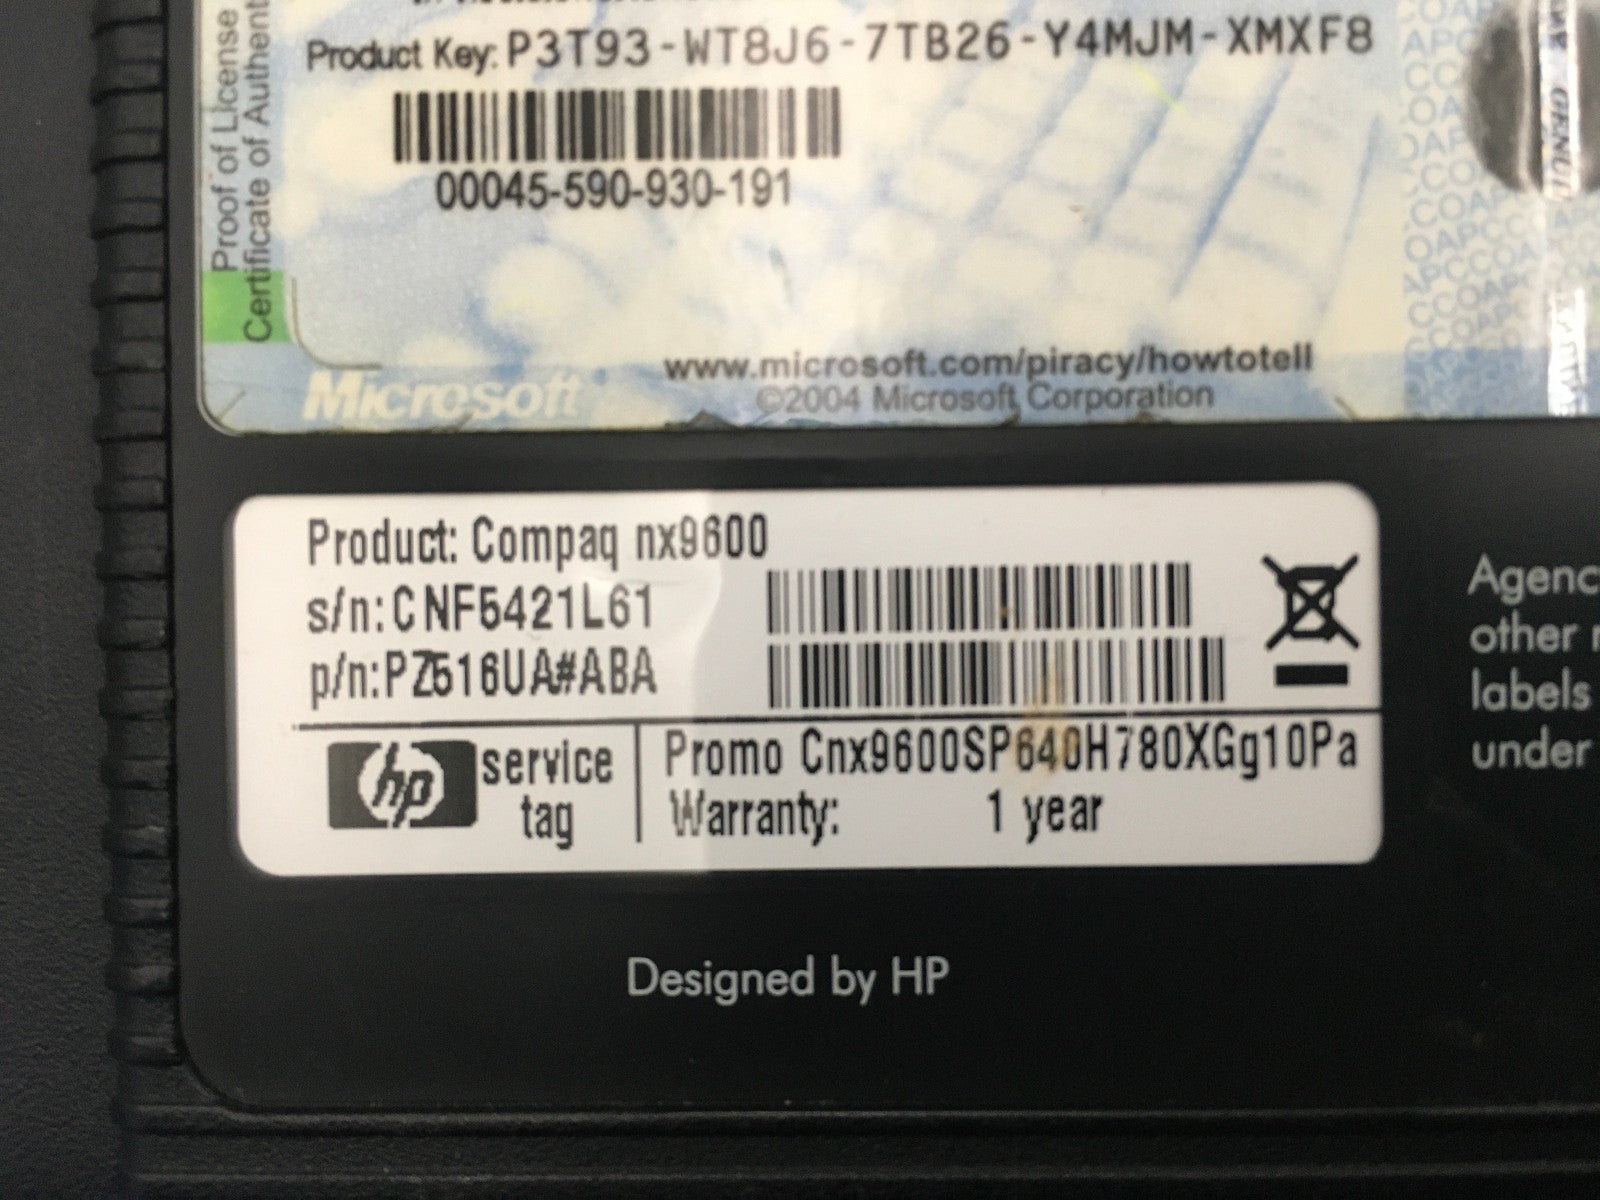 Proof of License
Certificate of Authent
Product Key: P3T93-WT8J6-7TB26-Y4MJM-XMXF8
00045-590-930-191
GENUI
www.microsoft.com/piracy/howtotell
Microsoft
©2004 Microsoft Corporation
Product: Compaq nx9600
s/n:CNF5421L61
p/n:PZ516UA#ABA
hp service tag
Promo Cnx9600SP640H780XGg10Pa
Warranty: 1 year
Agenc
other
labels
under
Designed by HP